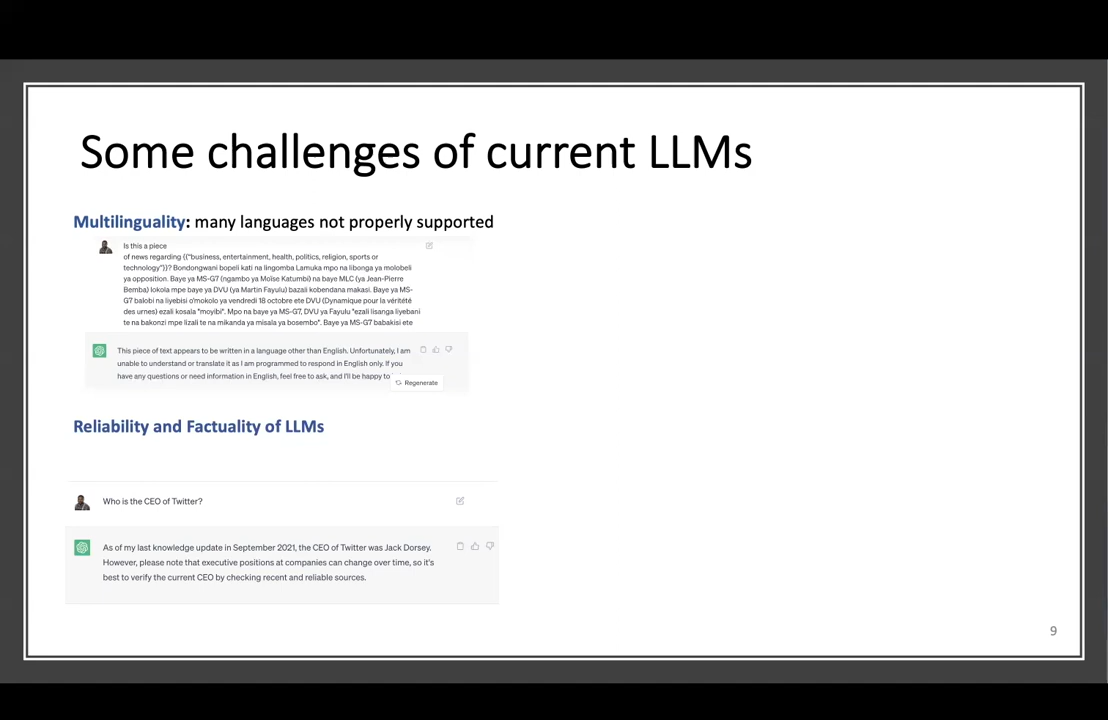 Some challenges of current LLMs
Multilinguality: many languages not properly supported
Is this a piece
of news regarding {("business, entertainment, health, politics, religion, sports or
technology")}? Bondongwani bopeli kati na lingomba Lamuka mpo na libonga ya molobeli
ya opposition. Baye ya MS-G7 (ngambo ya Moïse Katumbi) na baye MLC (ya Jean-Pierre
Bemba) lokola mpe baye ya DVU (ya Martin Fayulu) bazali kobendana makasi. Baye ya MS-
G7 balobi na liyebisi o'mokolo ya vendredi 18 octobre ete DVU (Dynamique pour la véritété
des urnes) ezali kosala "moyibi". Mpo na baye ya MS-G7, DVU ya Fayulu "ezali lisanga liyebani
te na bakonzi mpe lizali te na mikanda ya misala ya bosembo". Baye ya MS-G7 babakisi ete
This piece of text appears to be written in a language other than English. Unfortunately, I am
unable to understand or translate it as I am programmed to respond in English only. If you
have any questions or need information in English, feel free to ask, and I'll be happy to
Regenerate
Reliability and Factuality of LLMs
Who is the CEO of Twitter?
As of my last knowledge update in September 2021, the CEO of Twitter was Jack Dorsey.
However, please note that executive positions at companies can change over time, so it's
best to verify the current CEO by checking recent and reliable sources.
9